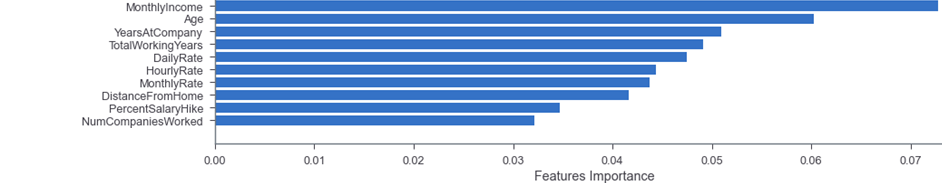 MonthlyIncome
Age
YearsAtCompany
TotalWorkingYears
DailyRate
HourlyRate
MonthlyRate
DistanceFromHome
PercentSalaryHike
NumCompaniesWorked
0.00 0.01 0.02 0.03 0.04 0.05 0.06 0.07
Features Importance